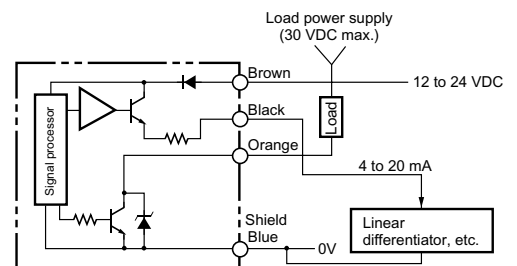 Load power supply
(30 VDC max.)
Brown
12 to 24 VDC
Black
Load
Signal processor
Orange
4 to 20 mA
Shield
Blue
0V
Linear
differentiator, etc.